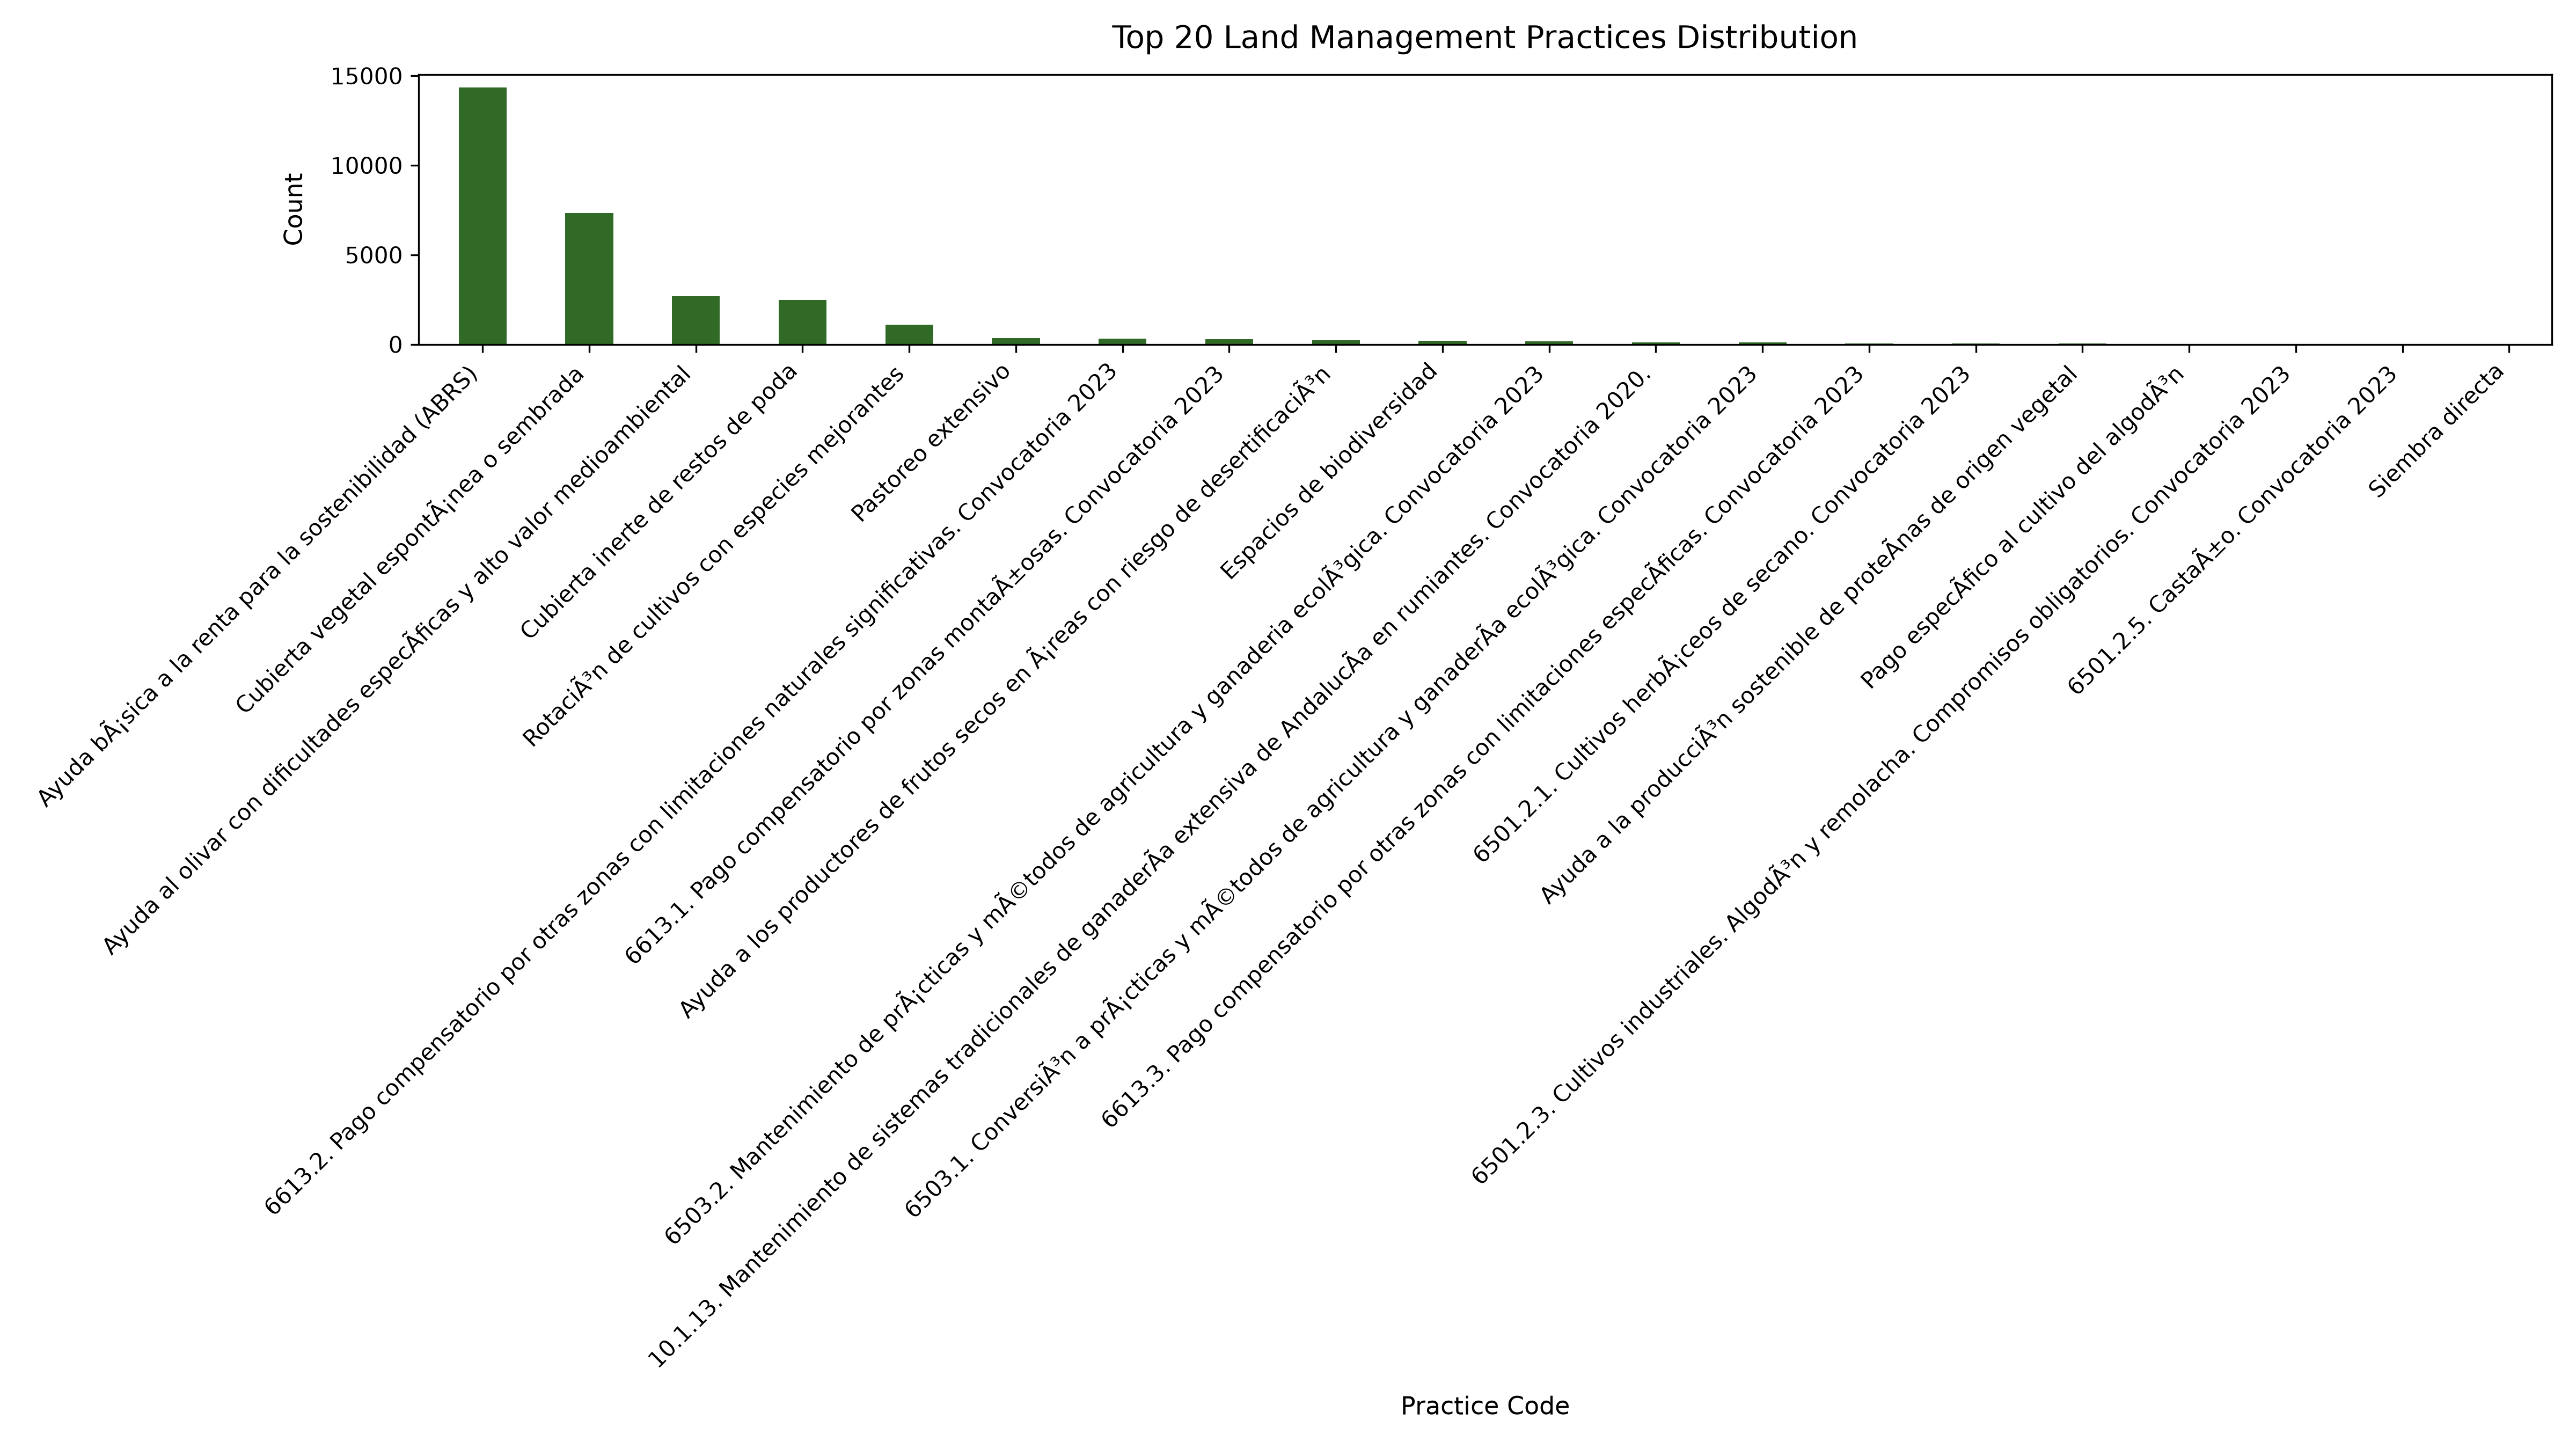 Top 20 Land Management Practices Distribution
15000
10000
5000
0
Count
Ayuda bÃ¡sica a la renta para la sostenibilidad (ABRS)
Cubierta vegetal espontÃ¡nea o sembrada
Ayuda al olivar con dificultades especÃficas y alto valor medioambiental
Cubierta inerte de restos de poda
RotaciÃ³n de cultivos con especies mejorantes
Pastoreo extensivo
6613.2. Pago compensatorio por otras zonas con limitaciones naturales significativas. Convocatoria 2023
6613.1. Pago compensatorio por zonas montaÃ±osas. Convocatoria 2023
Ayuda a los productores de frutos secos en Ã¡reas con riesgo de desertificaciÃ³n
Espacios de biodiversidad
6503.2. Mantenimiento de prÃ¡cticas y mÃ©todos de agricultura y ganaderia ecolÃ³gica. Convocatoria 2023
10.1.13. Mantenimiento de sistemas tradicionales de ganaderÃa extensiva de AndalucÃa en rumiantes. Convocatoria 2020.
6503.1. ConversiÃ³n a prÃ¡cticas y mÃ©todos de agricultura y ganaderÃa ecolÃ³gica. Convocatoria 2023
6613.3. Pago compensatorio por otras zonas con limitaciones especÃficas. Convocatoria 2023
6501.2.1. Cultivos herbÃ¡ceos de secano. Convocatoria 2023
Ayuda a la producciÃ³n sostenible de proteÃnas de origen vegetal
Pago especÃfico al cultivo del algodÃ³n
6501.2.3. Cultivos industriales. AlgodÃ³n y remolacha. Compromisos obligatorios. Convocatoria 2023
6501.2.5. CastaÃ±o. Convocatoria 2023
Siembra directa
Practice Code